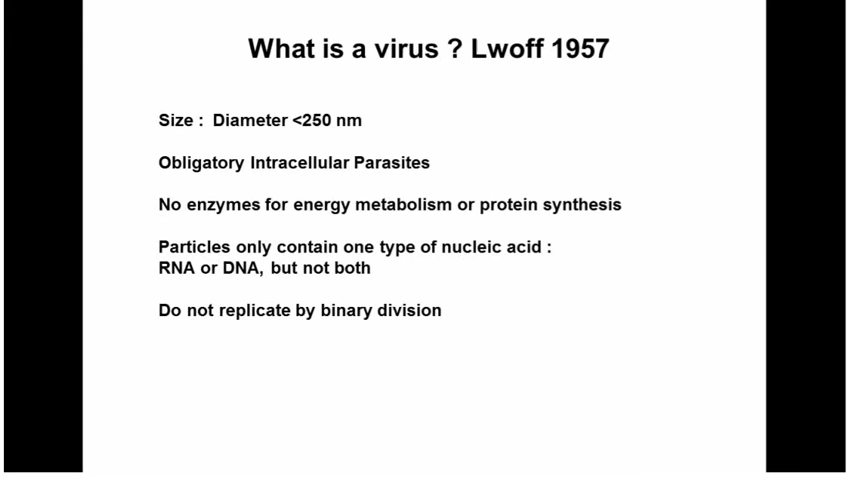 What is a virus ? Lwoff 1957
Size : Diameter <250 nm
Obligatory Intracellular Parasites
No enzymes for energy metabolism or protein synthesis
Particles only contain one type of nucleic acid :
RNA or DNA, but not both
Do not replicate by binary division